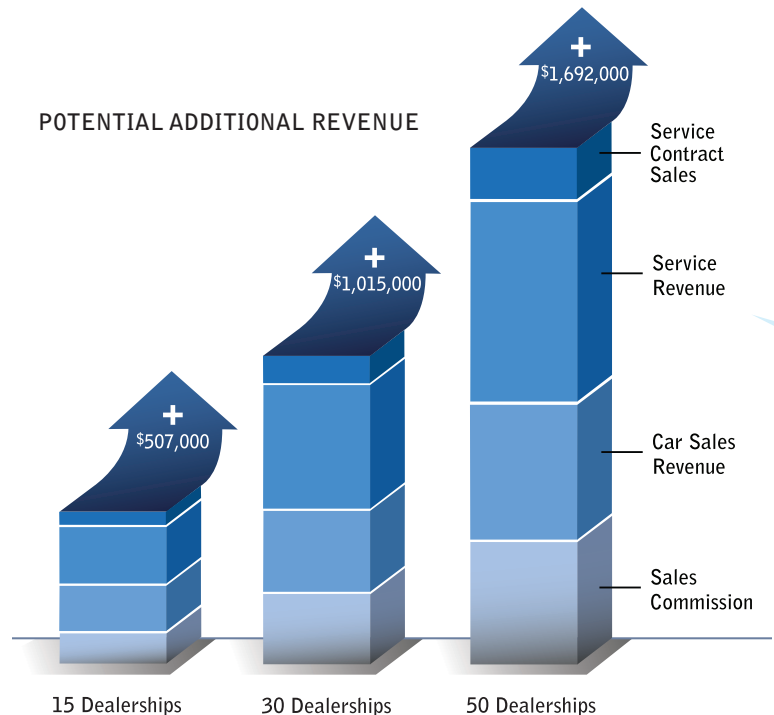 POTENTIAL ADDITIONAL REVENUE
+
$507,000
+
$1,015,000
+
$1,692,000
Service
Contract
Sales
Service
Revenue
Car Sales
Revenue
Sales
Commission
15 Dealerships
30 Dealerships
50 Dealerships